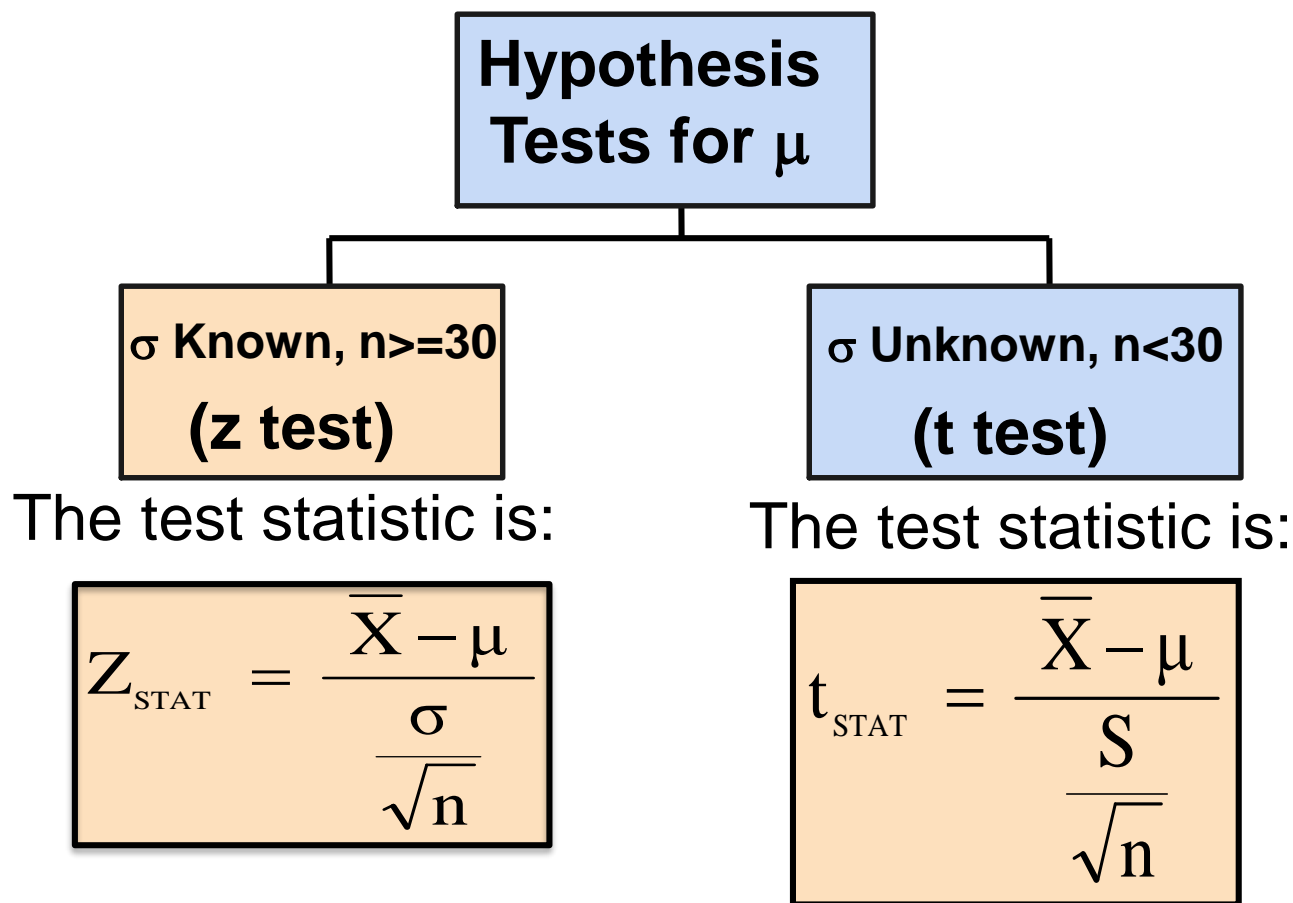 Hypothesis
Tests for μ
σ Known, n>=30
(z test)
The test statistic is:
Z_STAT = (X̅ − μ) / (σ / √n)
σ Unknown, n<30
(t test)
The test statistic is:
t_STAT = (X̅ − μ) / (S / √n)